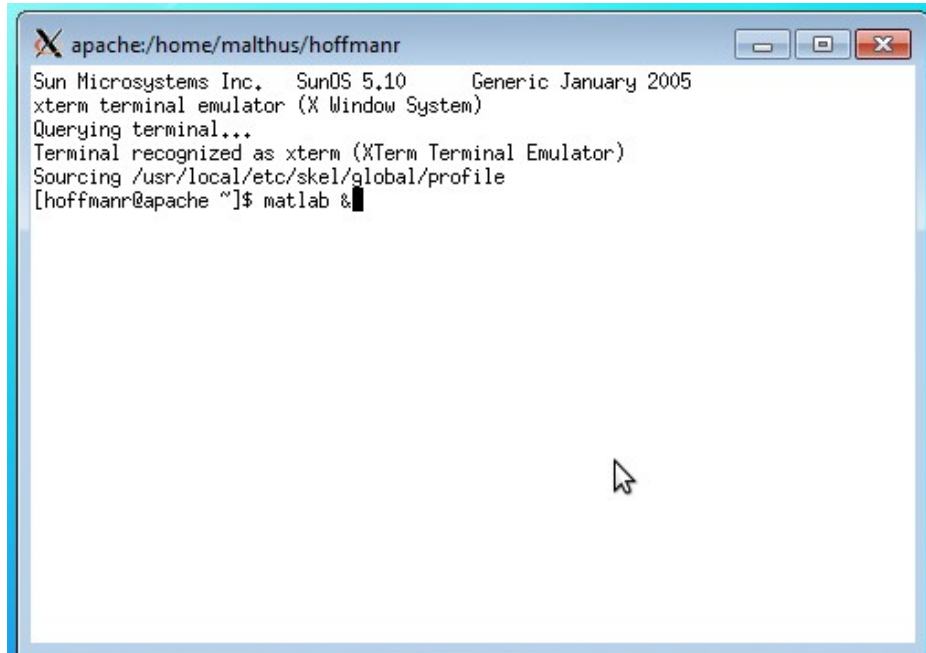 apache:/home/malthus/hoffmanr
Sun Microsystems Inc.   SunOS 5.10      Generic January 2005
xterm terminal emulator (X Window System)
Querying terminal...
Terminal recognized as xterm (XTerm Terminal Emulator)
Sourcing /usr/local/etc/skel/global/profile
[hoffmanr@apache ~]$ matlab &